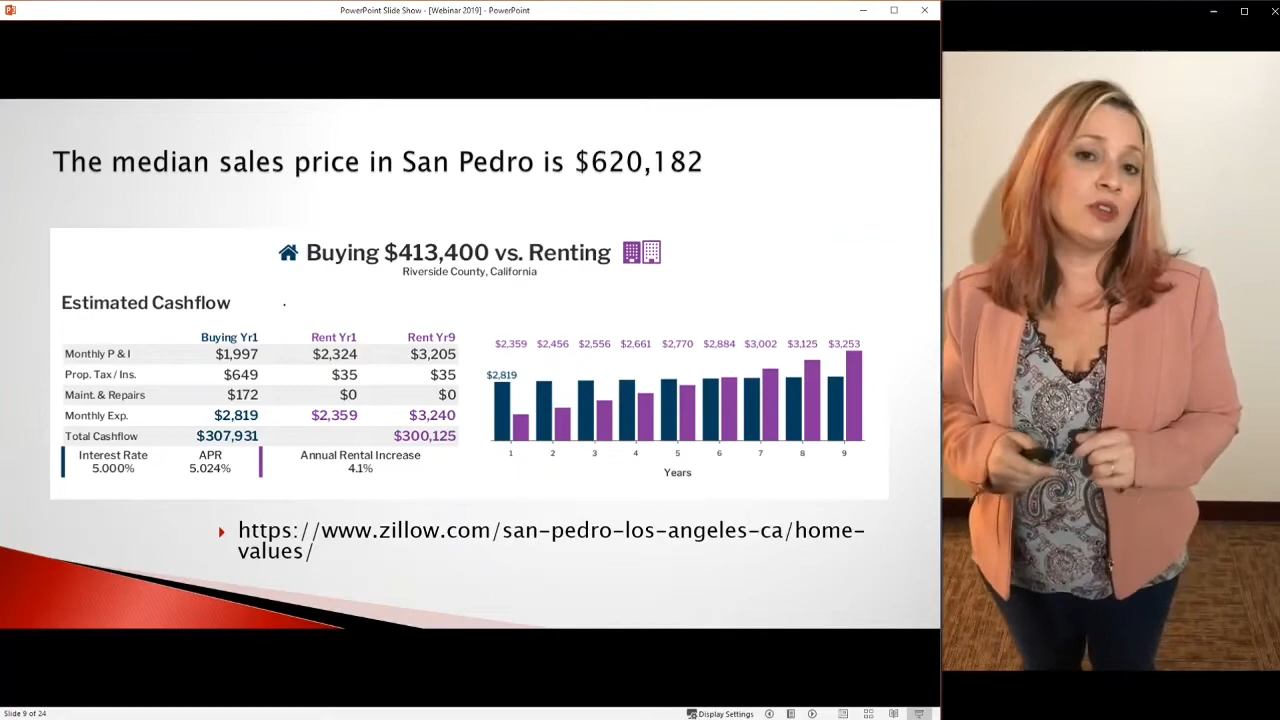 PowerPoint Slide Show - [Webinar 2019] - PowerPoint
The median sales price in San Pedro is $620,182
Buying $413,400 vs. Renting
Riverside County, California
Estimated Cashflow
Buying Yr1 Rent Yr1 Rent Yr9
Monthly P & I $1,997 $2,324 $3,205
Prop. Tax / Ins. $649 $35 $35
Maint. & Repairs $172 $0 $0
Monthly Exp. $2,819 $2,359 $3,240
Total Cashflow $307,931 $300,125
Interest Rate APR Annual Rental Increase
5.000% 5.024% 4.1%
$2,359 $2,456 $2,556 $2,661 $2,770 $2,884 $3,002 $3,125 $3,253
$2,819
1 2 3 4 5 6 7 8 9
Years
https://www.zillow.com/san-pedro-los-angeles-ca/home-
values/
Slide 9 of 24
Display Settings